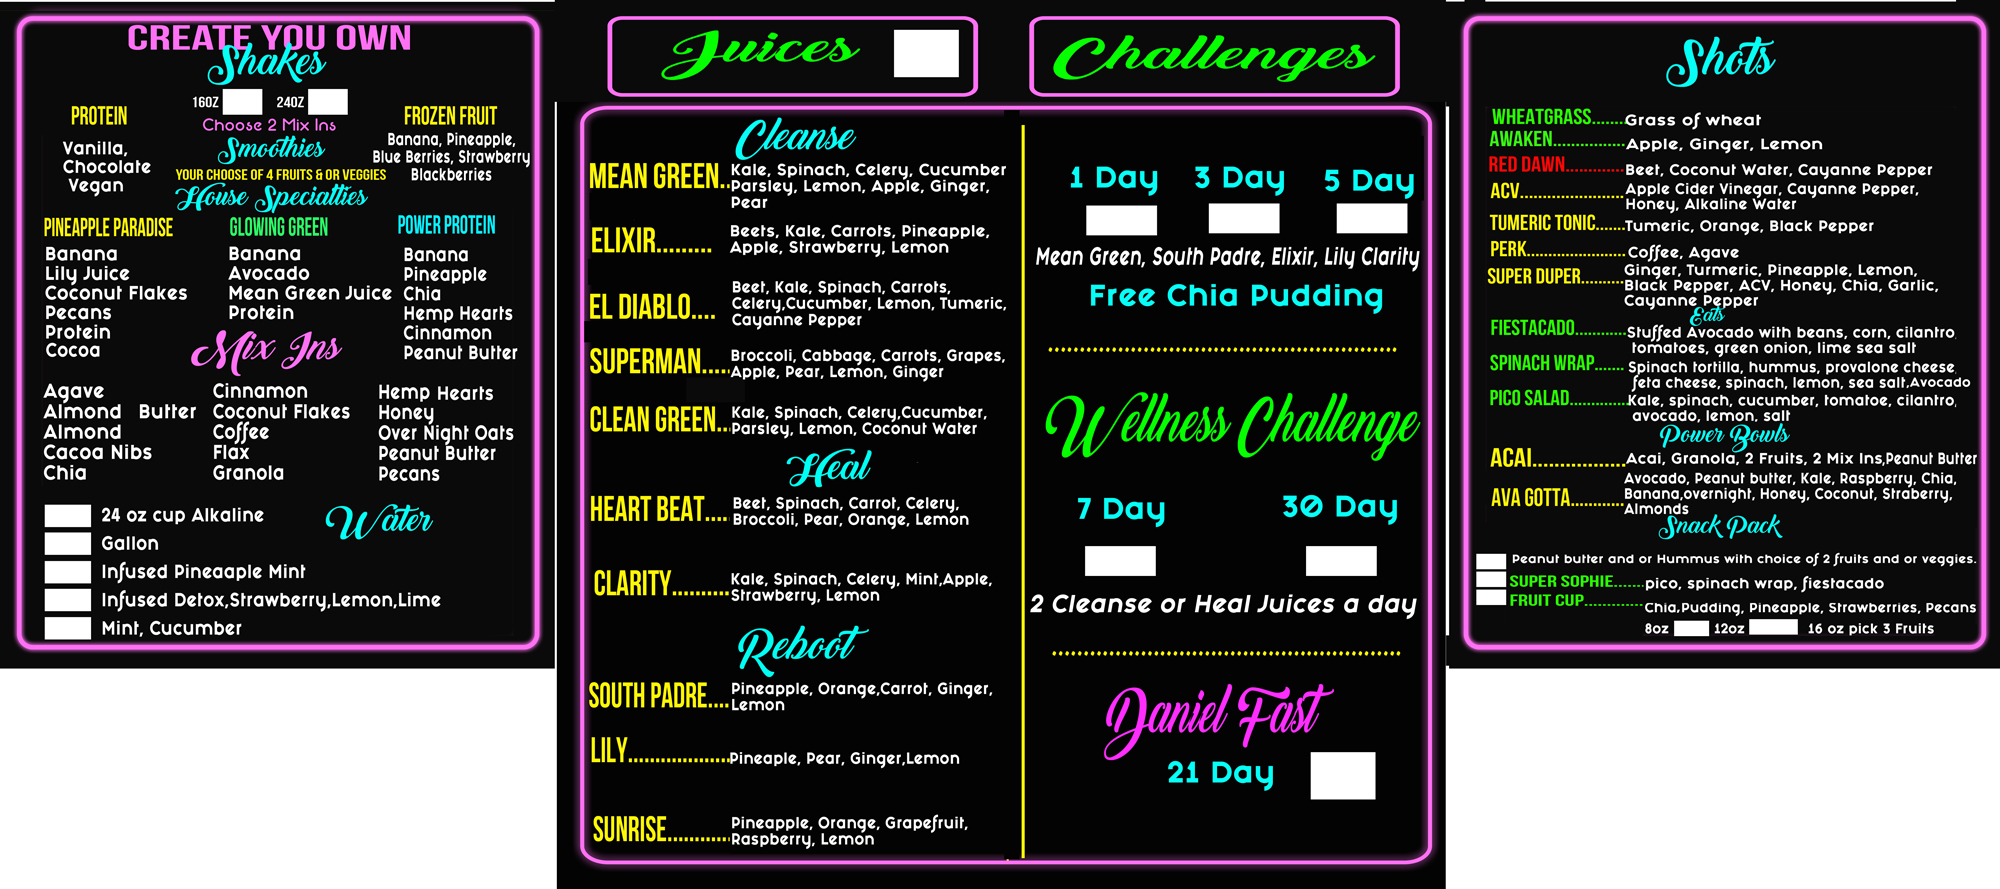 CREATE YOU OWN
Shakes
16OZ 24OZ
Choose 2 Mix Ins
PROTEIN
Vanilla,
Chocolate
Vegan
FROZEN FRUIT
Banana, Pineapple,
Blue Berries, Strawberry
Blackberries
Smoothies
YOUR CHOOSE OF 4 FRUITS & OR VEGGIES
House Specialties
PINEAPPLE PARADISE
Banana
Lily Juice
Coconut Flakes
Pecans
Protein
Cocoa
GLOWING GREEN
Banana
Avocado
Mean Green Juice
Protein
POWER PROTEIN
Banana
Pineapple
Chia
Hemp Hearts
Cinnamon
Peanut Butter
Mix Ins
Agave
Almond Butter
Almond
Cacoa Nibs
Chia
Cinnamon
Coconut Flakes
Coffee
Flax
Granola
Hemp Hearts
Honey
Over Night Oats
Peanut Butter
Pecans
Water
24 oz cup Alkaline
Gallon
Infused Pineaaple Mint
Infused Detox,Strawberry,Lemon,Lime
Mint, Cucumber
Juices
Cleanse
MEAN GREEN..Kale, Spinach, Celery, Cucumber
Parsley, Lemon, Apple, Ginger,
Pear
ELIXIR......... Beets, Kale, Carrots, Pineapple,
Apple, Strawberry, Lemon
EL DIABLO.... Beet, Kale, Spinach, Carrots,
Celery,Cucumber, Lemon, Tumeric,
Cayanne Pepper
SUPERMAN.....Broccoli, Cabbage, Carrots, Grapes,
Apple, Pear, Lemon, Ginger
CLEAN GREEN..Kale, Spinach, Celery,Cucumber,
Parsley, Lemon, Coconut Water
Heal
HEART BEAT....Beet, Spinach, Carrot, Celery,
Broccoli, Pear, Orange, Lemon
CLARITY..........Kale, Spinach, Celery, Mint,Apple,
Strawberry, Lemon
Reboot
SOUTH PADRE....Pineapple, Orange,Carrot, Ginger,
Lemon
LILY...................Pineaple, Pear, Ginger,Lemon
SUNRISE............Pineapple, Orange, Grapefruit,
Raspberry, Lemon
Challenges
1 Day 3 Day 5 Day
Mean Green, South Padre, Elixir, Lily Clarity
Free Chia Pudding
Wellness Challenge
7 Day 30 Day
2 Cleanse or Heal Juices a day
Daniel Fast
21 Day
Shots
WHEATGRASS.......Grass of wheat
AWAKEN...............Apple, Ginger, Lemon
RED DAWN............Beet, Coconut Water, Cayanne Pepper
ACV.....................Apple Cider Vinegar, Cayanne Pepper,
Honey, Alkaline Water
TUMERIC TONIC.......Tumeric, Orange, Black Pepper
PERK....................Coffee, Agave
SUPER DUPER.........Ginger, Turmeric, Pineapple, Lemon,
Black Pepper, ACV, Honey, Chia, Garlic,
Cayanne Pepper
Eats
FIESTACADO...........Stuffed Avocado with beans, corn, cilantro,
tomatoes, green onion, lime sea salt
SPINACH WRAP.......Spinach tortilla, hummus, provalone cheese,
feta cheese, spinach, lemon, sea salt,Avocado
PICO SALAD.............Kale, spinach, cucumber, tomatoe, cilantro,
avocado, lemon, salt
Power Bowls
ACAI................Acai, Granola, 2 Fruits, 2 Mix Ins,Peanut Butter
AVA GOTTA...........Avocado, Peanut butter, Kale, Raspberry, Chia,
Banana,overnight, Honey, Coconut, Straberry,
Almonds
Snack Pack
Peanut butter and or Hummus with choice of 2 fruits and or veggies.
SUPER SOPHIE.......pico, spinach wrap, fiestacado
FRUIT CUP.............Chia,Pudding, Pineapple, Strawberries, Pecans
8oz 12oz 16 oz pick 3 Fruits